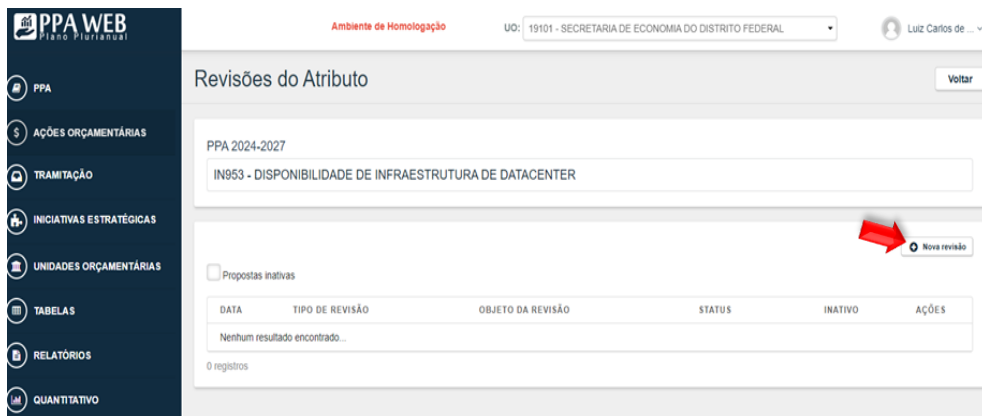 PPA WEB
Plano Plurianual
Ambiente de Homologação
UO: 19101 - SECRETARIA DE ECONOMIA DO DISTRITO FEDERAL
Luiz Carlos de ...
PPA
AÇÕES ORÇAMENTÁRIAS
TRAMITAÇÃO
INICIATIVAS ESTRATÉGICAS
UNIDADES ORÇAMENTÁRIAS
TABELAS
RELATÓRIOS
QUANTITATIVO
Revisões do Atributo
Voltar
PPA 2024-2027
IN953 - DISPONIBILIDADE DE INFRAESTRUTURA DE DATACENTER
Nova revisão
Propostas inativas
DATA TIPO DE REVISÃO OBJETO DA REVISÃO STATUS INATIVO AÇÕES
Nenhum resultado encontrado...
0 registros